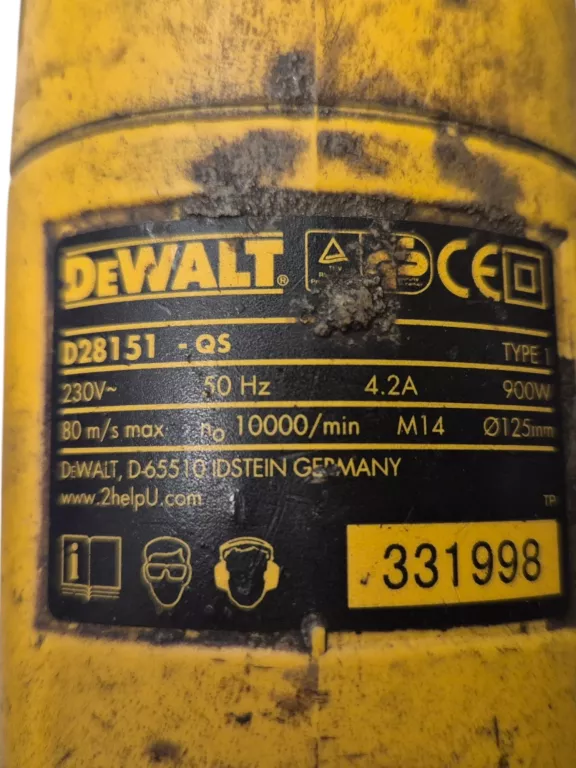 DEWALT®
D28151 - QS TYPE 1
230V~ 50 Hz 4.2A 900W
80 m/s max n₀ 10000/min M14 Ø125mm
DEWALT, D-65510 IDSTEIN GERMANY
www.2helpU.com
331998